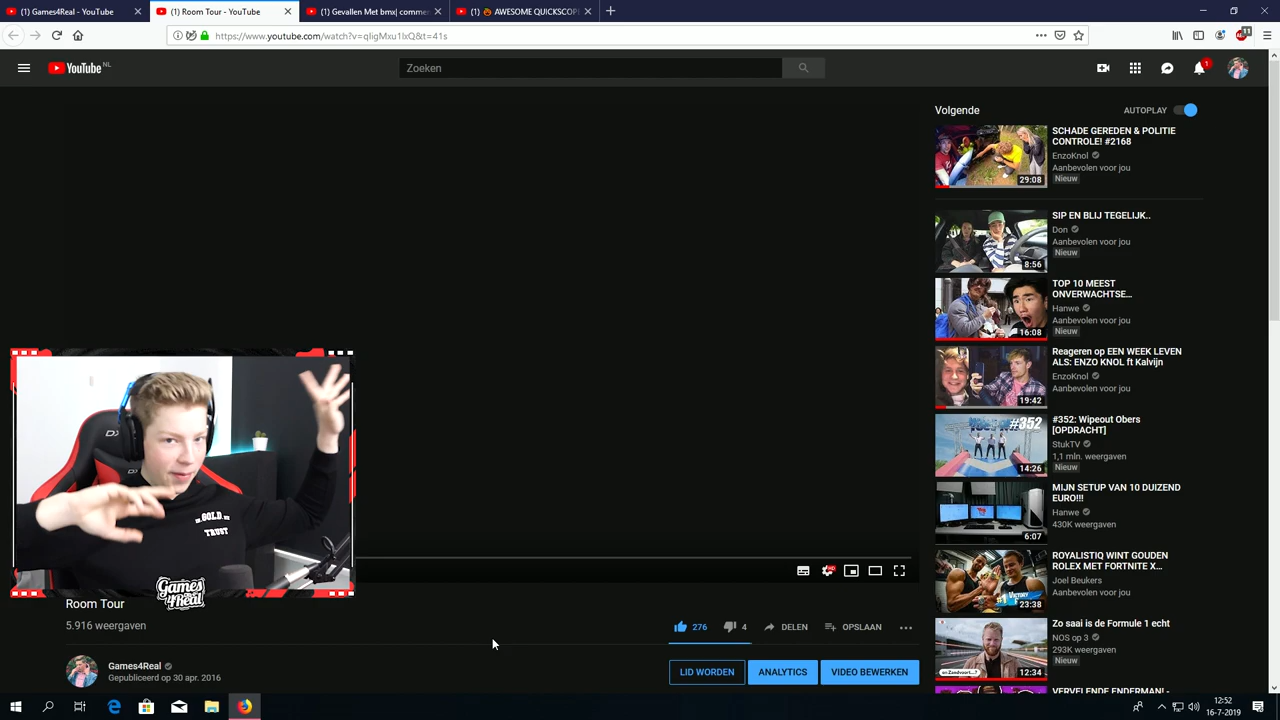 (1) Games4Real - YouTube
(1) Room Tour - YouTube
(1) Gevallen Met bmx| comme
(1) 🎃 AWESOME QUICKSCOP
https://www.youtube.com/watch?v=qIigMxu1lxQ&t=41s
11
YouTube NL
Zoeken
1
Volgende
AUTOPLAY
SCHADE GEREDEN & POLITIE
CONTROLE! #2168
EnzoKnol
Aanbevolen voor jou
Nieuw
29:08
SIP EN BLIJ TEGELIJK..
Don
Aanbevolen voor jou
Nieuw
8:56
TOP 10 MEEST
ONVERWACHTSE...
Hanwe
Aanbevolen voor jou
Nieuw
16:08
Reageren op EEN WEEK LEVEN
ALS: ENZO KNOL ft Kalvijn
EnzoKnol
Aanbevolen voor jou
19:42
#352: Wipeout Obers
[OPDRACHT]
StukTV
1,1 mln. weergaven
Nieuw
#352
14:26
MIJN SETUP VAN 10 DUIZEND
EURO!!!
Hanwe
430K weergaven
6:07
ROYALISTIQ WINT GOUDEN
ROLEX MET FORTNITE X...
Joel Beukers
Aanbevolen voor jou
#1 VICTORY
23:38
Zo saai is de Formule 1 echt
NOS op 3
293K weergaven
Nieuw
12:34
VERVELENDE ENDERMAN! -
DX
GOLD
TRUST
Games
4
Real
HD
Room Tour
5.916 weergaven
276
4
DELEN
OPSLAAN
Games4Real
Gepubliceerd op 30 apr. 2016
LID WORDEN
ANALYTICS
VIDEO BEWERKEN
12:52
16-7-2019